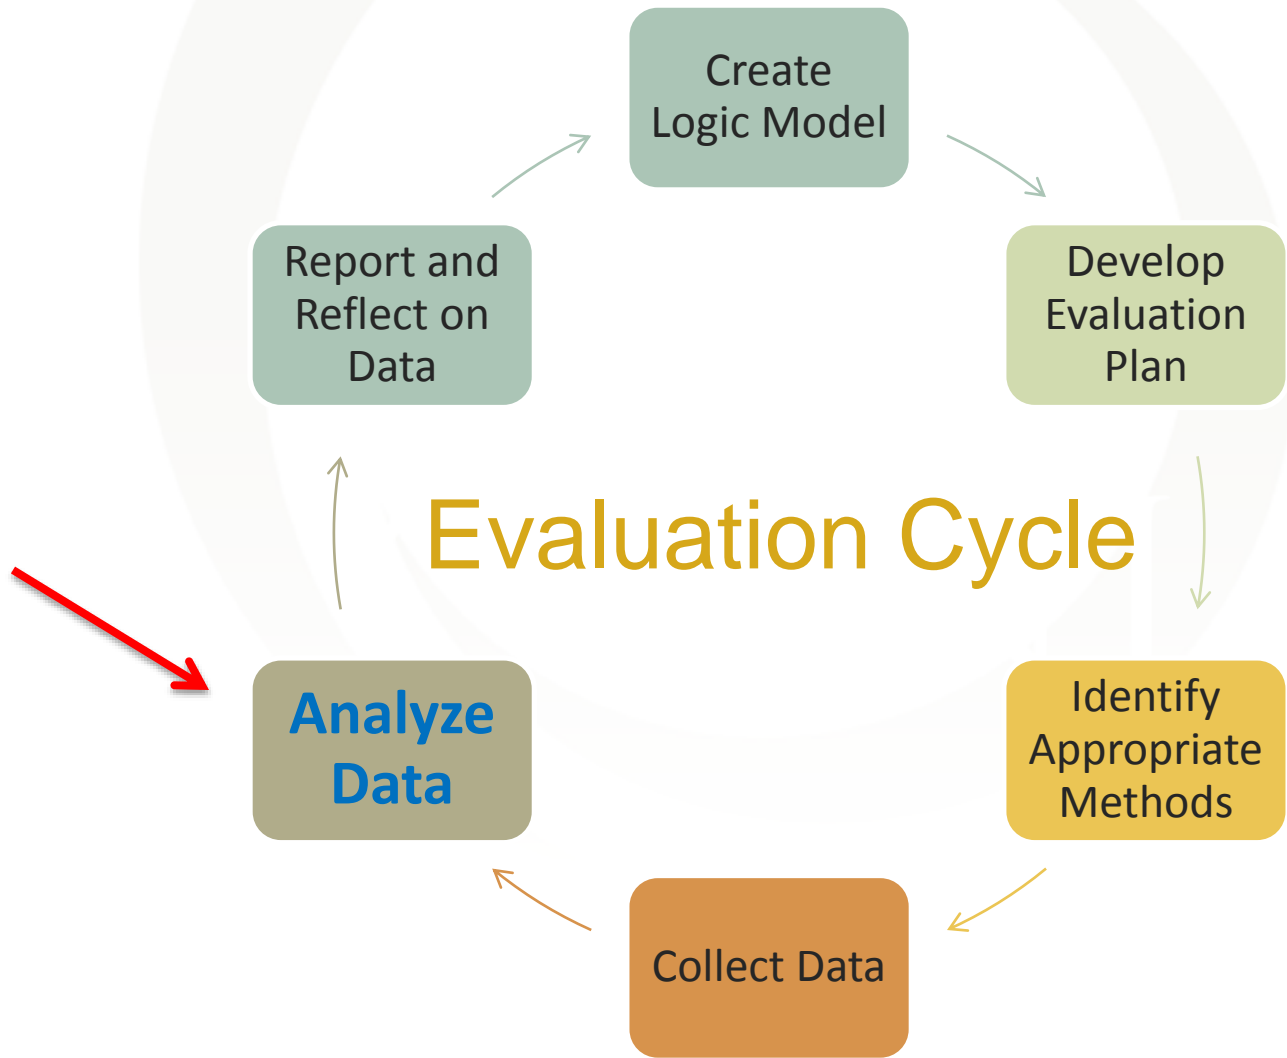 Create
Logic Model
Develop
Evaluation
Plan
Identify
Appropriate
Methods
Collect Data
Analyze
Data
Report and
Reflect on
Data
Evaluation Cycle